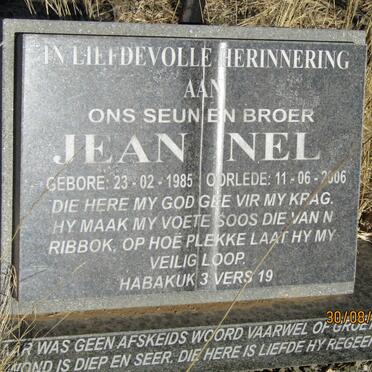 IN LIEFDEVOLLE HERINNERING
AAN
ONS SEUN EN BROER
JEAN NEL
GEBORE: 23-02-1985 OORLEDE: 11-06-2006
DIE HERE MY GOD GEE VIR MY KRAG.
HY MAAK MY VOETE SOOS DIE VAN N
RIBBOK, OP HOË PLEKKE LAAT HY MY
VEILIG LOOP.
HABAKUK 3 VERS 19
30/08/
WAS GEEN AFSKEIDS WOORD VAARWEL OF
IS DIEP EN SEER. DIE HERE IS LIEFDE HY